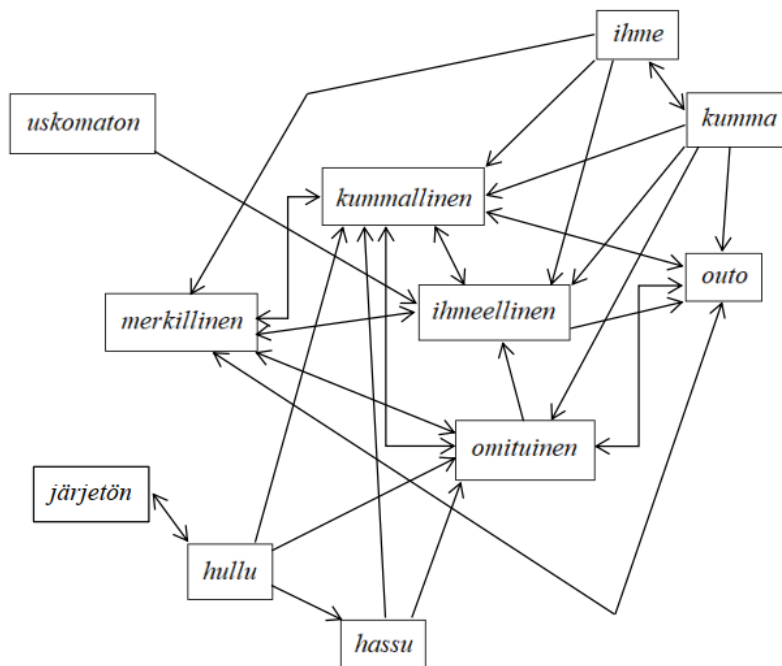 ihme
uskomaton
kumma
kummallinen
outo
merkillinen
ihmeellinen
omituinen
järjetön
hullu
hassu